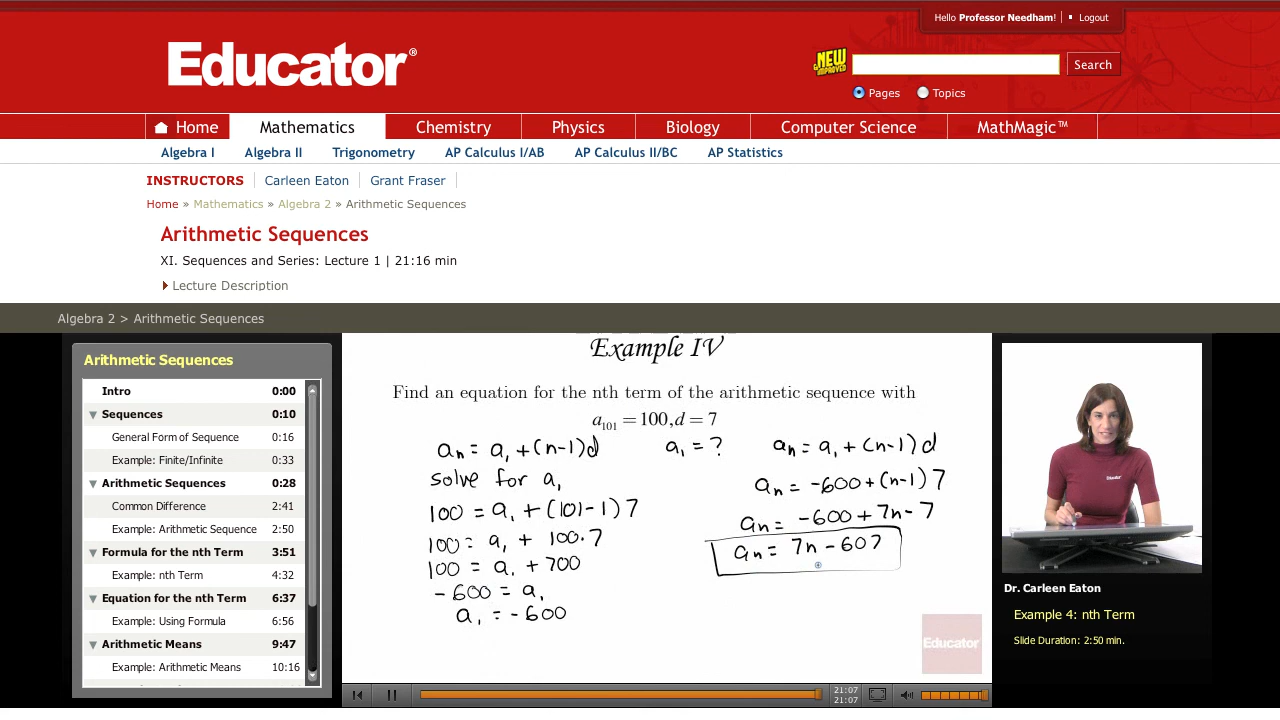 Hello Professor Needham! | Logout
Educator®
NEW
& IMPROVED
Search
Pages Topics
Home Mathematics Chemistry Physics Biology Computer Science MathMagic™
Algebra I Algebra II Trigonometry AP Calculus I/AB AP Calculus II/BC AP Statistics
INSTRUCTORS Carleen Eaton Grant Fraser
Home » Mathematics » Algebra 2 » Arithmetic Sequences
Arithmetic Sequences
XI. Sequences and Series: Lecture 1 | 21:16 min
Lecture Description
Algebra 2 > Arithmetic Sequences
Arithmetic Sequences
Intro 0:00
Sequences 0:10
General Form of Sequence 0:16
Example: Finite/Infinite 0:33
Arithmetic Sequences 0:28
Common Difference 2:41
Example: Arithmetic Sequence 2:50
Formula for the nth Term 3:51
Example: nth Term 4:32
Equation for the nth Term 6:37
Example: Using Formula 6:56
Arithmetic Means 9:47
Example: Arithmetic Means 10:16
Example IV
Find an equation for the nth term of the arithmetic sequence with
a₁₀₁ = 100, d = 7
aₙ = a₁ + (n-1)d
solve for a₁
100 = a₁ + (101-1) 7
100 = a₁ + 100·7
100 = a₁ + 700
-600 = a₁
a₁ = -600
a₁ = ?
aₙ = a₁ + (n-1) d
aₙ = -600 + (n-1) 7
aₙ = -600 + 7n - 7
aₙ = 7n - 607
Educator
21:07
21:07
Educator
Dr. Carleen Eaton
Example 4: nth Term
Slide Duration: 2:50 min.